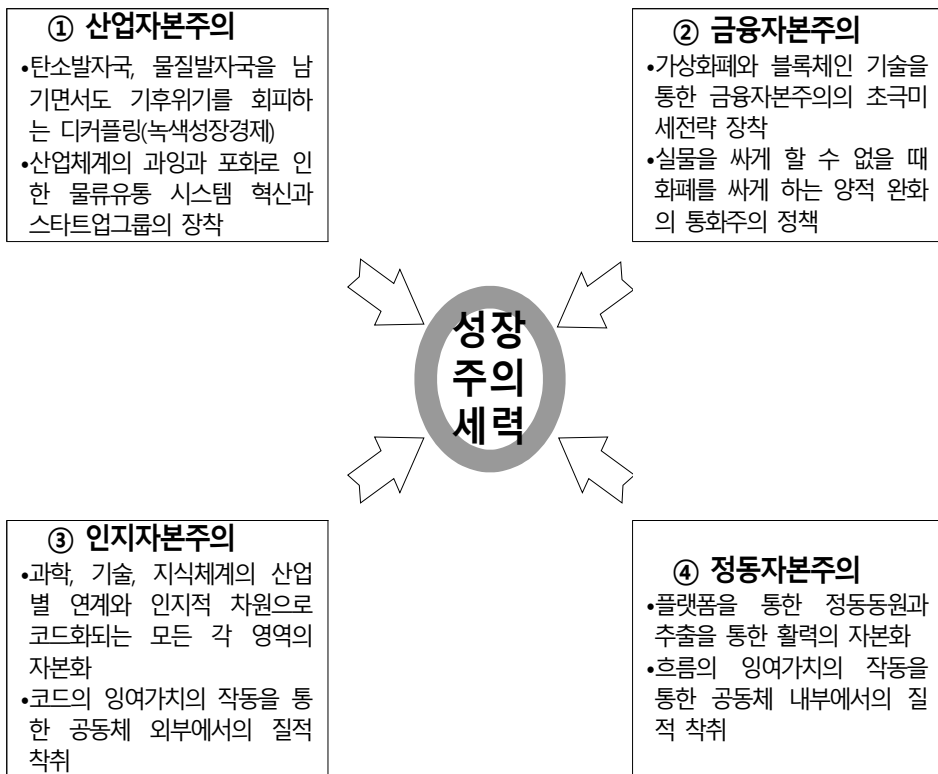 ① 산업자본주의
•탄소발자국, 물질발자국을 남
기면서도 기후위기를 회피하
는 디커플링(녹색성장경제)
•산업체계의 과잉과 포화로 인
한 물류유통 시스템 혁신과
스타트업그룹의 장착
② 금융자본주의
•가상화폐와 블록체인 기술을
통한 금융자본주의의 초극미
세전략 장착
•실물을 싸게 할 수 없을 때
화폐를 싸게 하는 양적 완화
의 통화주의 정책
성장
주의
세력
③ 인지자본주의
•과학, 기술, 지식체계의 산업
별 연계와 인지적 차원으로
코드화되는 모든 각 영역의
자본화
•코드의 잉여가치의 작동을 통
한 공동체 외부에서의 질적
착취
④ 정동자본주의
•플랫폼을 통한 정동동원과
추출을 통한 활력의 자본화
•흐름의 잉여가치의 작동을
통한 공동체 내부에서의 질
적 착취